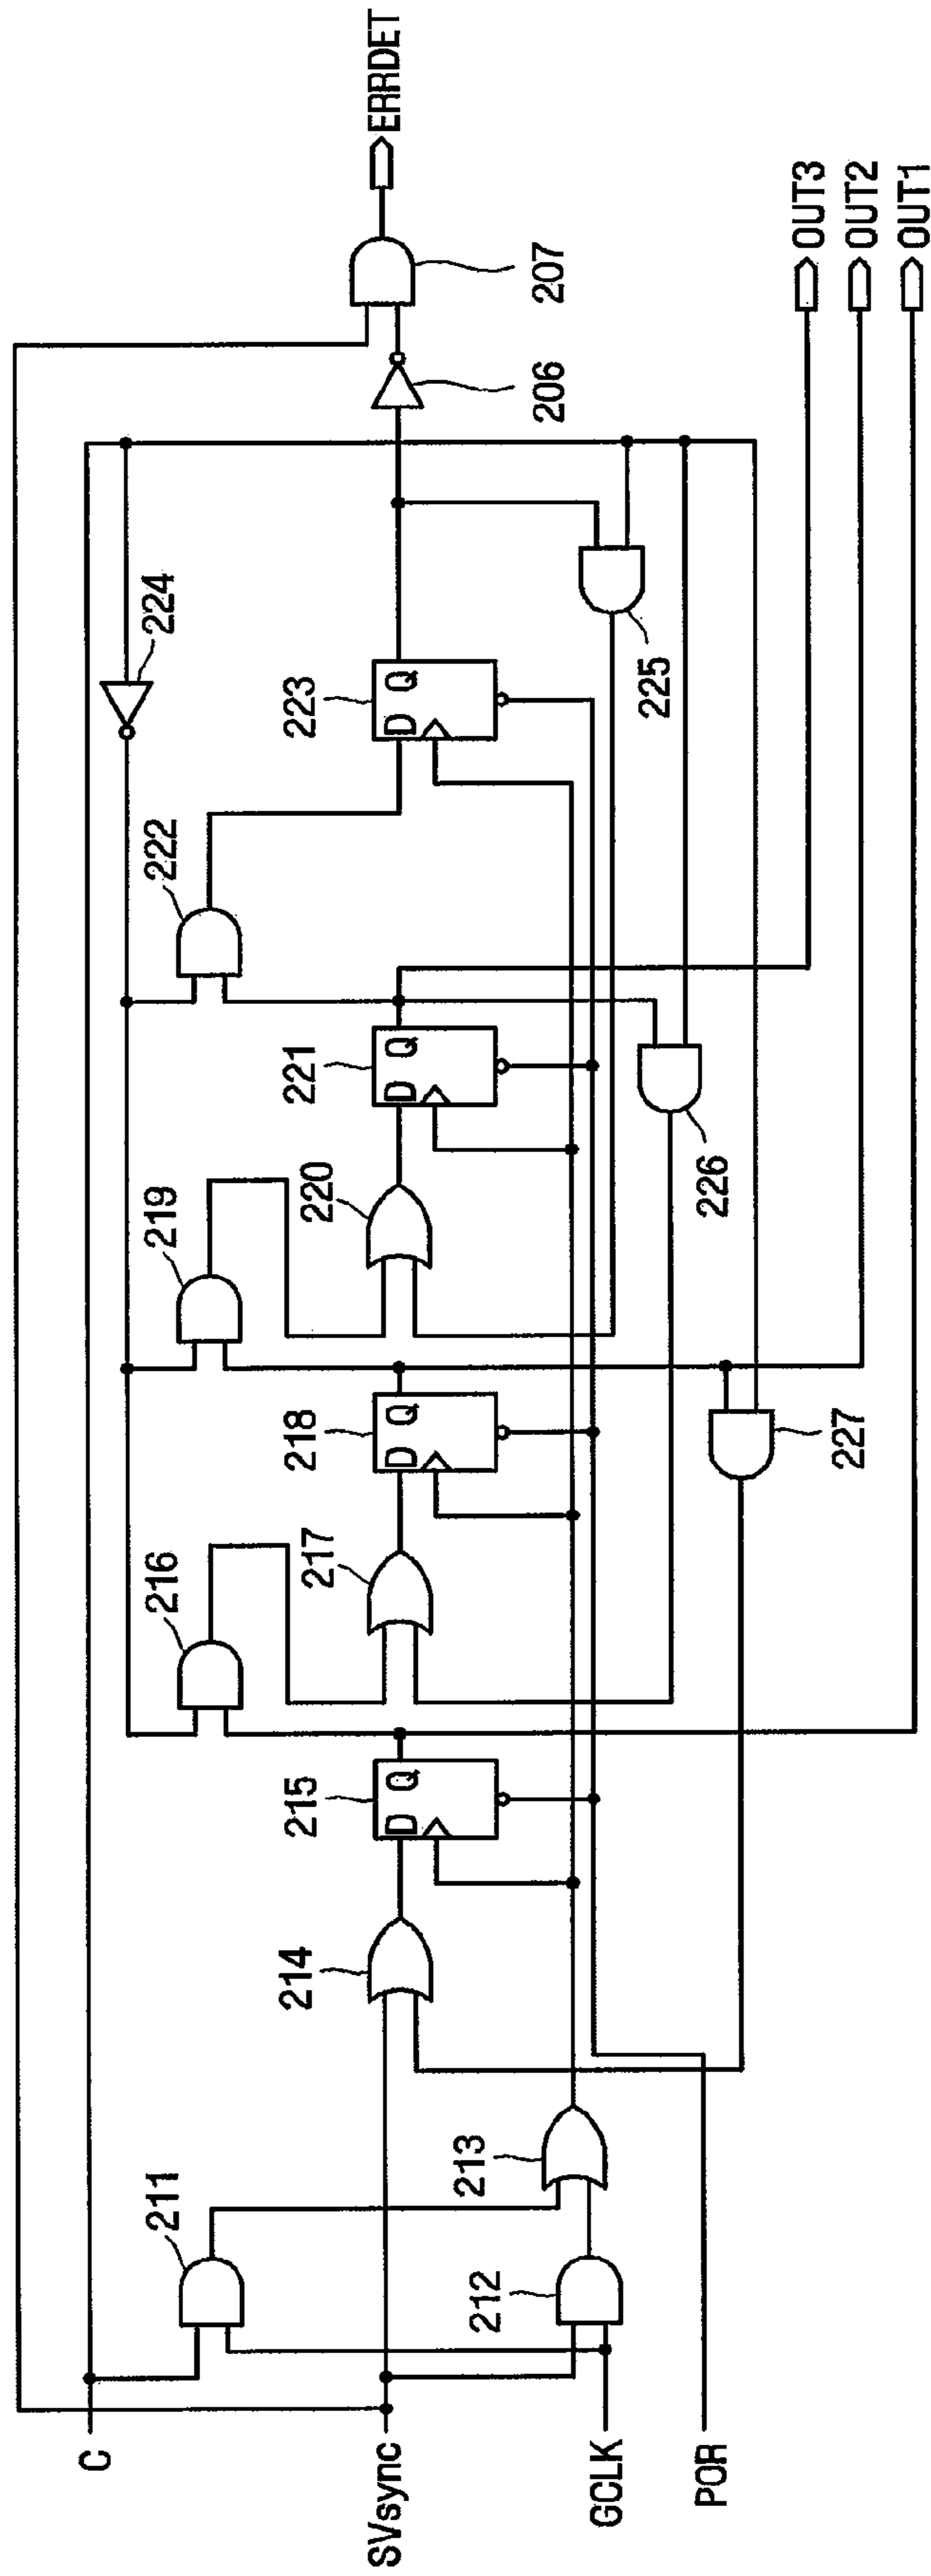 C
SVsync
GCLK
POR
211
212
213
214
215
D Q
216
217
218
D Q
219
220
221
D Q
222
223
D Q
224
225
226
227
206
207
ERRDET
OUT3
OUT2
OUT1